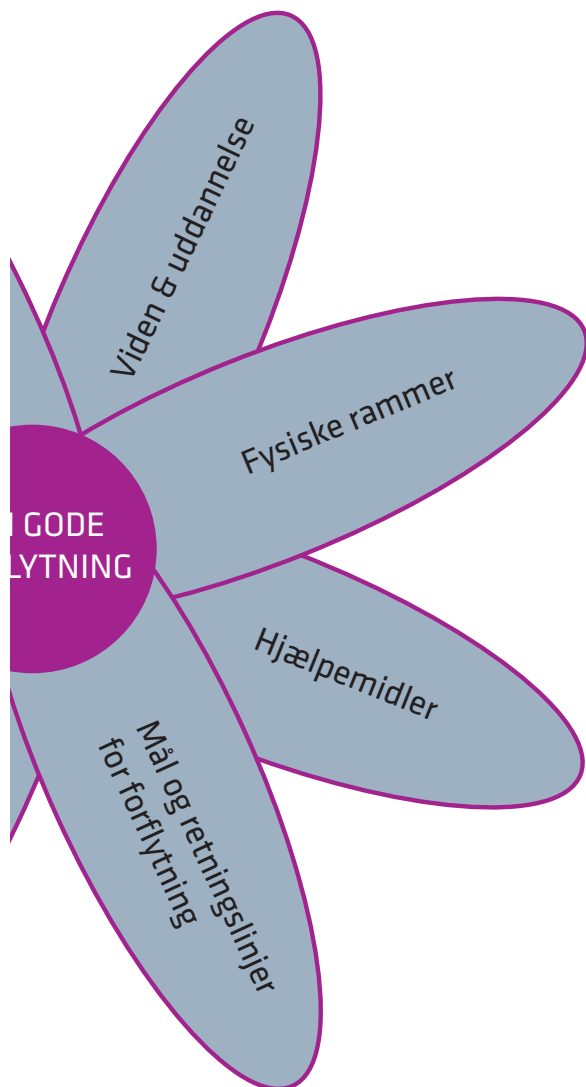 Viden & uddannelse
Fysiske rammer
GODE
LYTNING
Hjælpemidler
Mål og retningslinjer
for forflytning